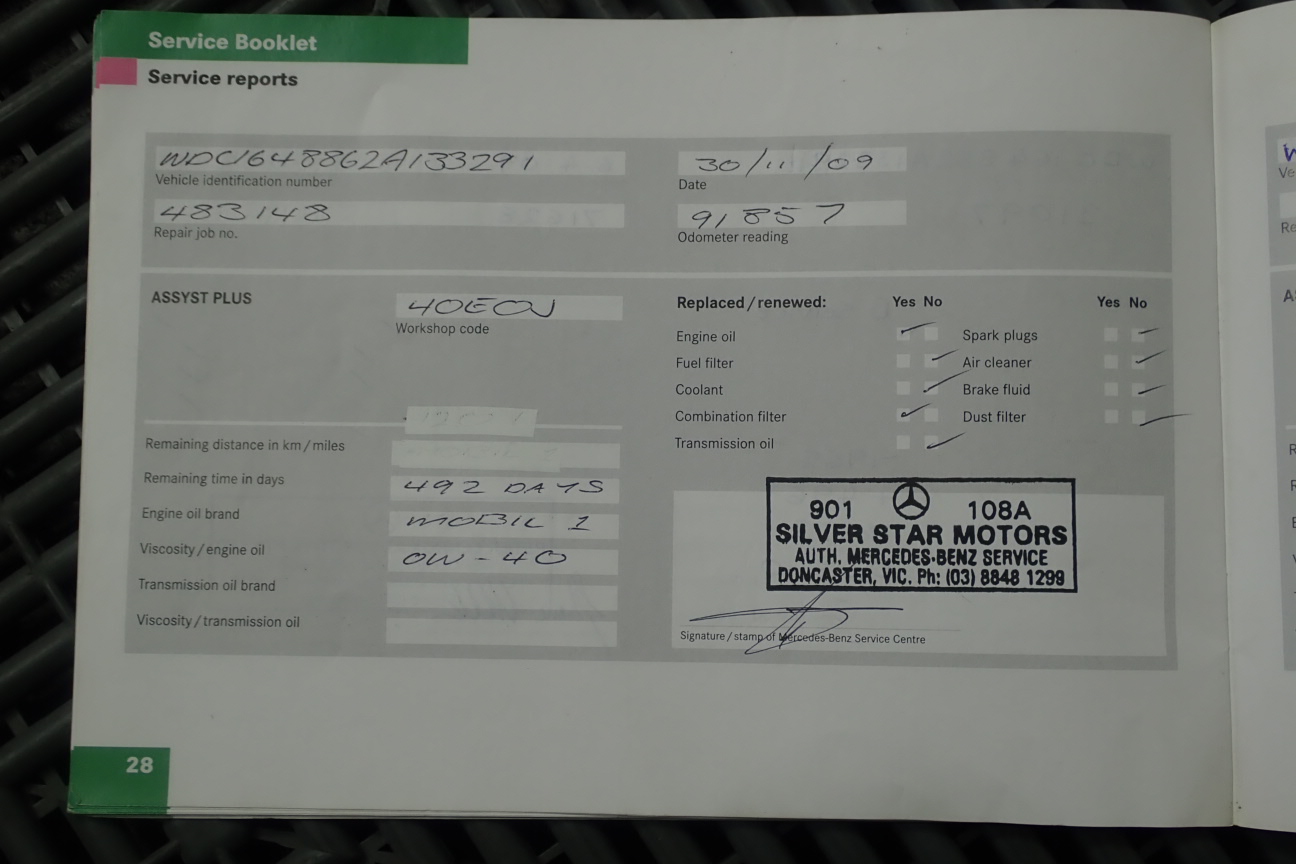 Service Booklet
Service reports
WDC1648862A133291
Vehicle identification number
30/11/09
Date
483148
Repair job no.
91857
Odometer reading
ASSYST PLUS
40EOJ
Workshop code
Replaced/renewed: Yes No Yes No
Engine oil Spark plugs
Fuel filter Air cleaner
Coolant Brake fluid
Combination filter Dust filter
Transmission oil
Remaining distance in km/miles
Remaining time in days 492 DAYS
Engine oil brand MOBIL 1
Viscosity/engine oil 0W-40
Transmission oil brand
Viscosity/transmission oil
901 108A
SILVER STAR MOTORS
AUTH. MERCEDES-BENZ SERVICE
DONCASTER, VIC. Ph: (03) 8848 1299
Signature/stamp of Mercedes-Benz Service Centre
28